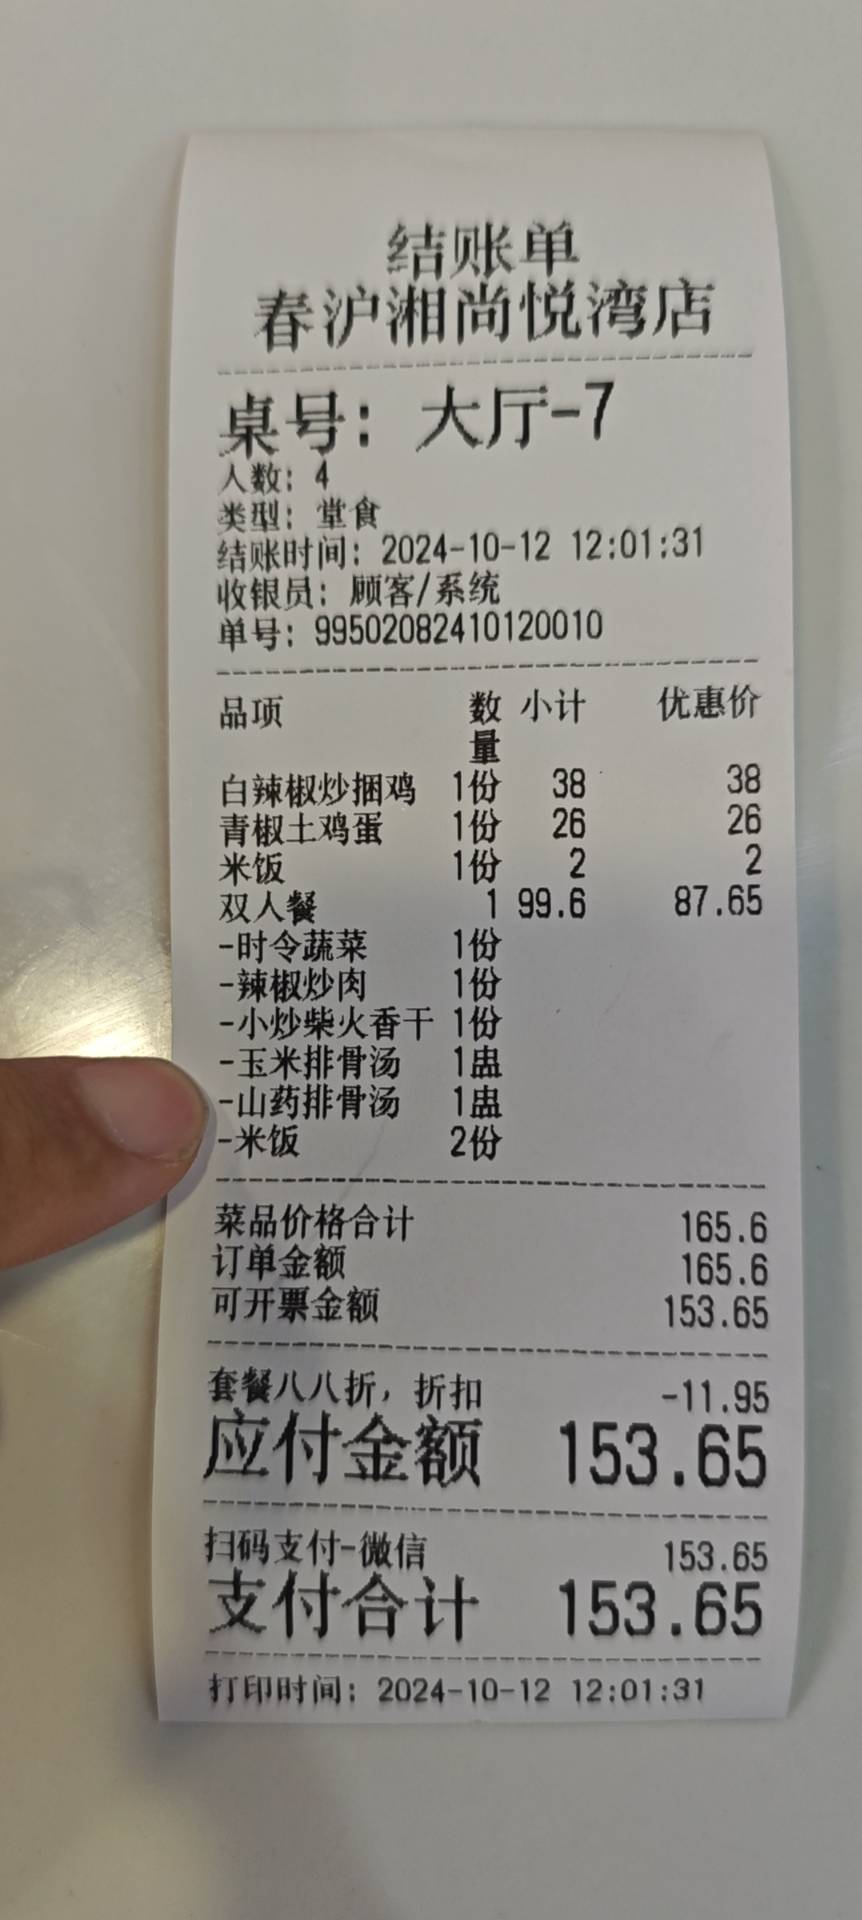 结账单
春沪湘尚悦湾店
桌号: 大厅-7
人数: 4
类型: 堂食
结账时间: 2024-10-12 12:01:31
收银员: 顾客/系统
单号: 99502082410120010
品项 数量 小计 优惠价
白辣椒炒捆鸡 1份 38 38
青椒土鸡蛋 1份 26 26
米饭 1份 2 2
双人餐 1 99.6 87.65
-时令蔬菜 1份
-辣椒炒肉 1份
-小炒柴火香干 1份
-玉米排骨汤 1盅
-山药排骨汤 1盅
-米饭 2份
菜品价格合计 165.6
订单金额 165.6
可开票金额 153.65
套餐八八折, 折扣 -11.95
应付金额 153.65
扫码支付-微信 153.65
支付合计 153.65
打印时间: 2024-10-12 12:01:31